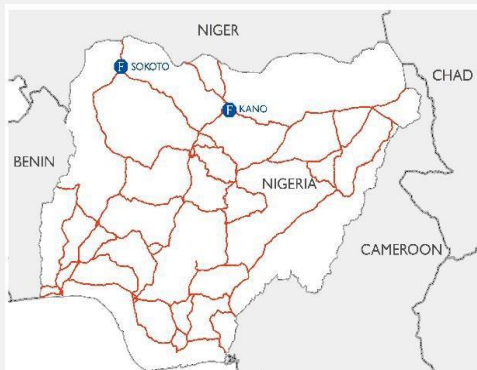 NIGER
F SOKOTO
CHAD
F KANO
BENIN
NIGERIA
CAMEROON